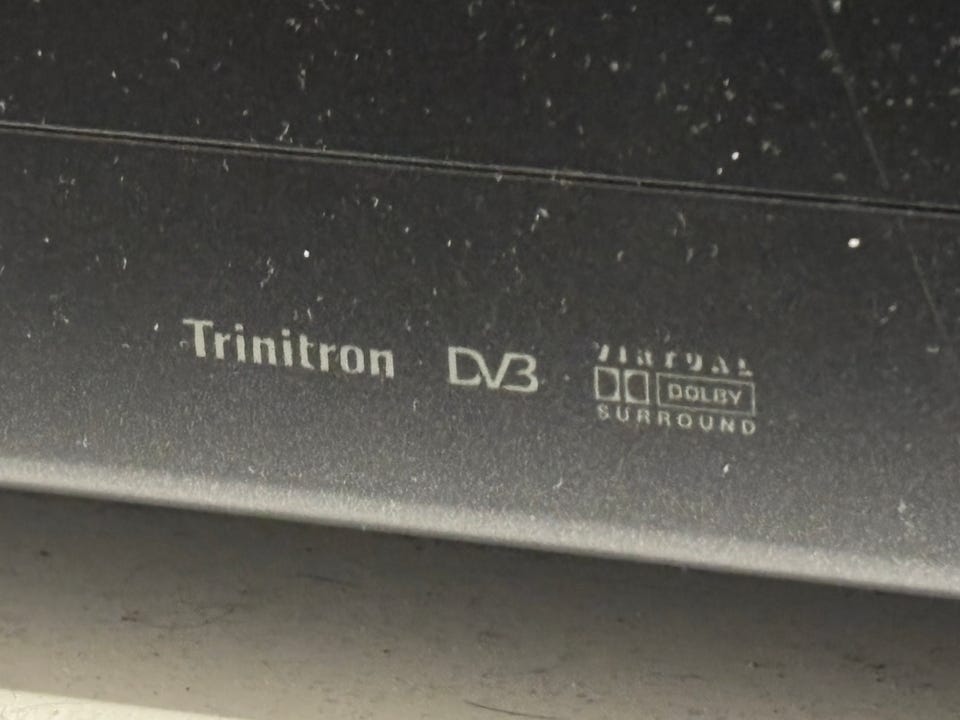 Trinitron
DVB
VIRTUAL
DOLBY
SURROUND